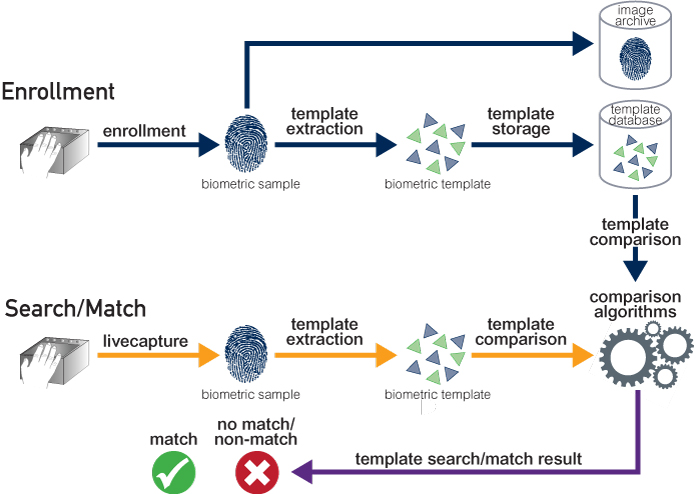 image
archive
Enrollment
enrollment
template
extraction
template
storage
template
database
biometric sample
biometric template
template
comparison
Search/Match
livecapture
template
extraction
template
comparison
comparison
algorithms
biometric sample
biometric template
match
no match/
non-match
template search/match result